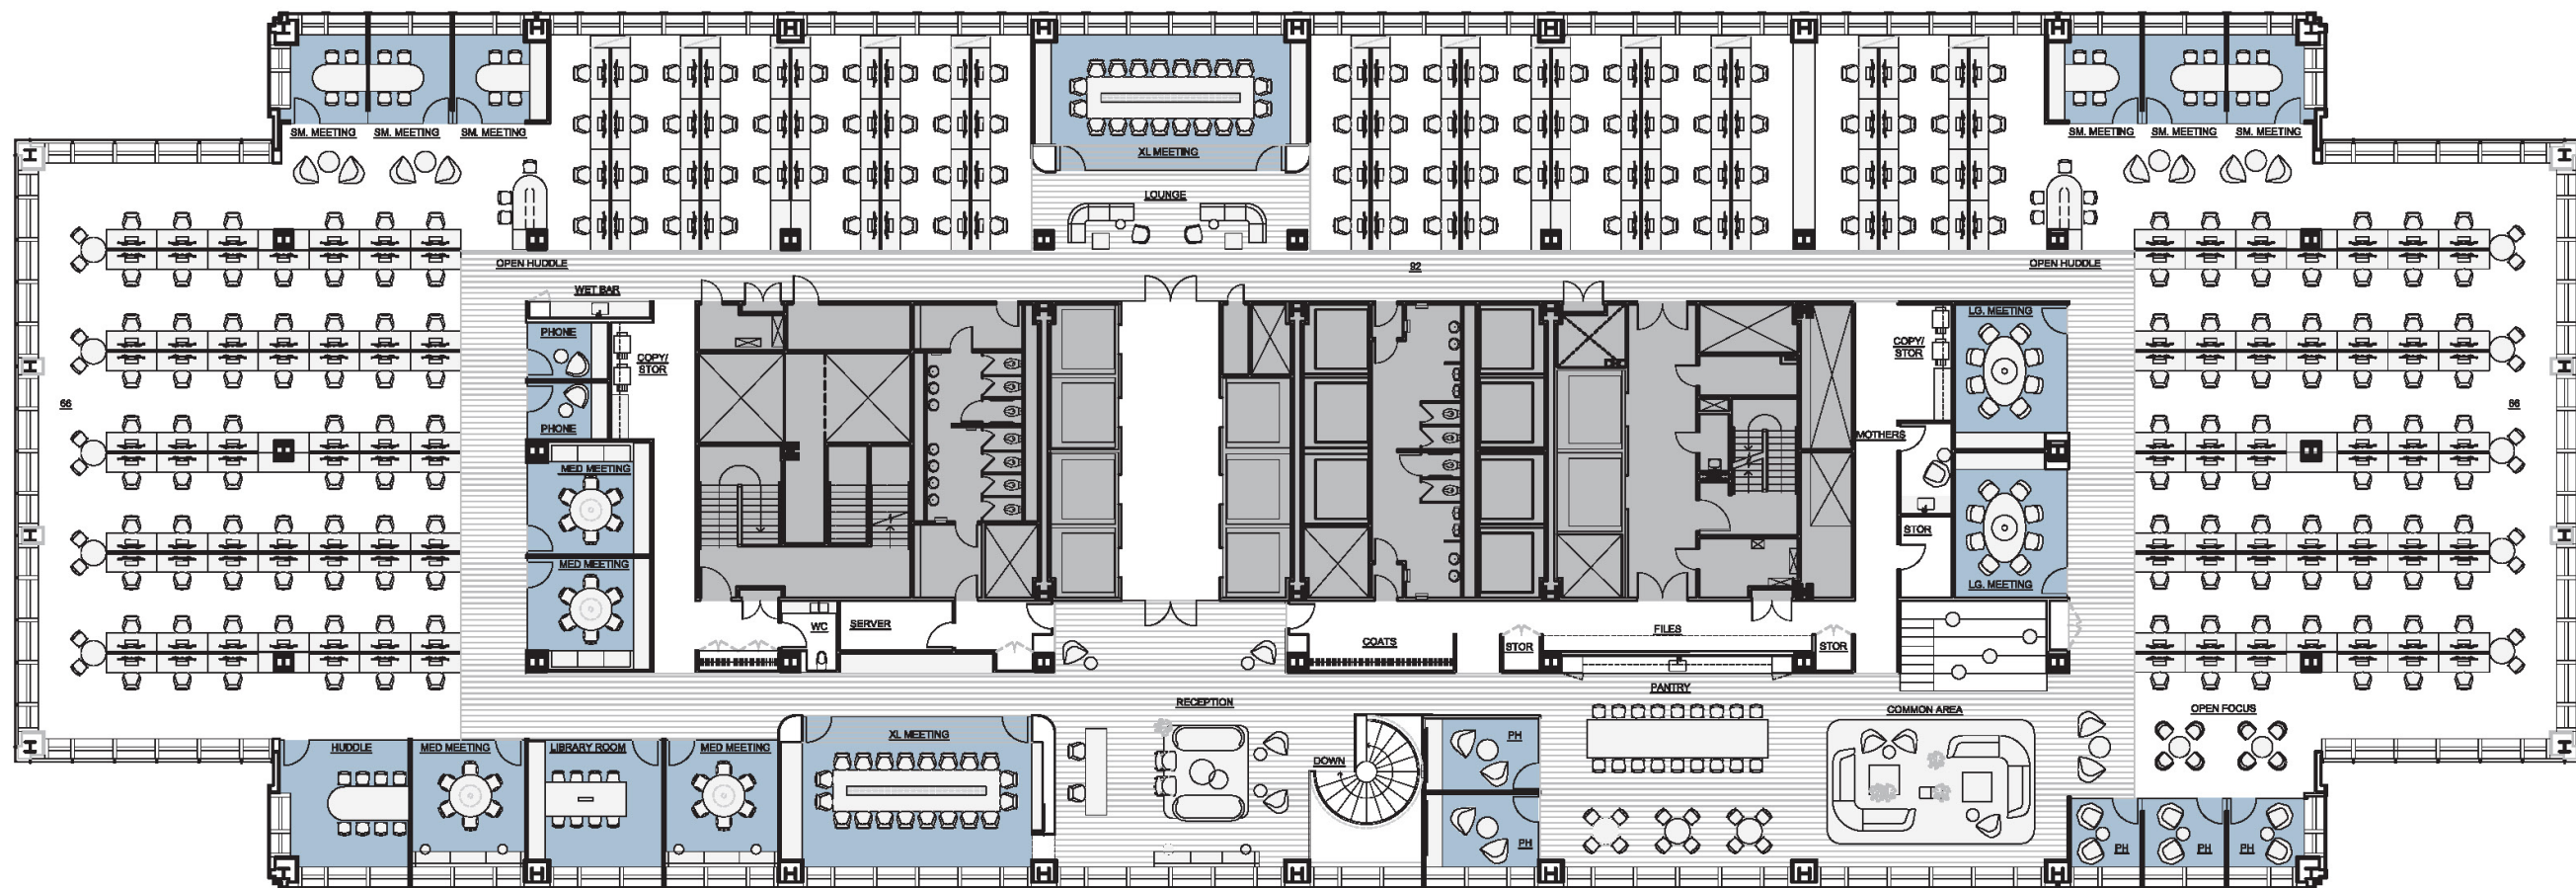 SM. MEETING
SM. MEETING
SM. MEETING
SM. MEETING
SM. MEETING
SM. MEETING
XL MEETING
LOUNGE
OPEN HUDDLE
92
OPEN HUDDLE
WET BAR
PHONE
COPY/
STOR
PHONE
LG. MEETING
COPY/
STOR
66
66
MOTHERS
MED MEETING
STOR
MED MEETING
LG. MEETING
WC
SERVER
COATS
STOR
FILES
STOR
PANTRY
RECEPTION
COMMON AREA
OPEN FOCUS
HUDDLE
MED MEETING
LIBRARY ROOM
MED MEETING
XL MEETING
DOWN
PH
PH
PH
PH
PH